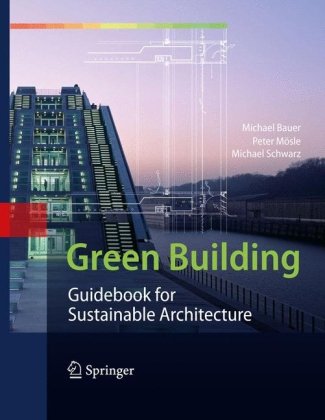 Michael Bauer
Peter Mösle
Michael Schwarz
Green Building
Guidebook for
Sustainable Architecture
Springer